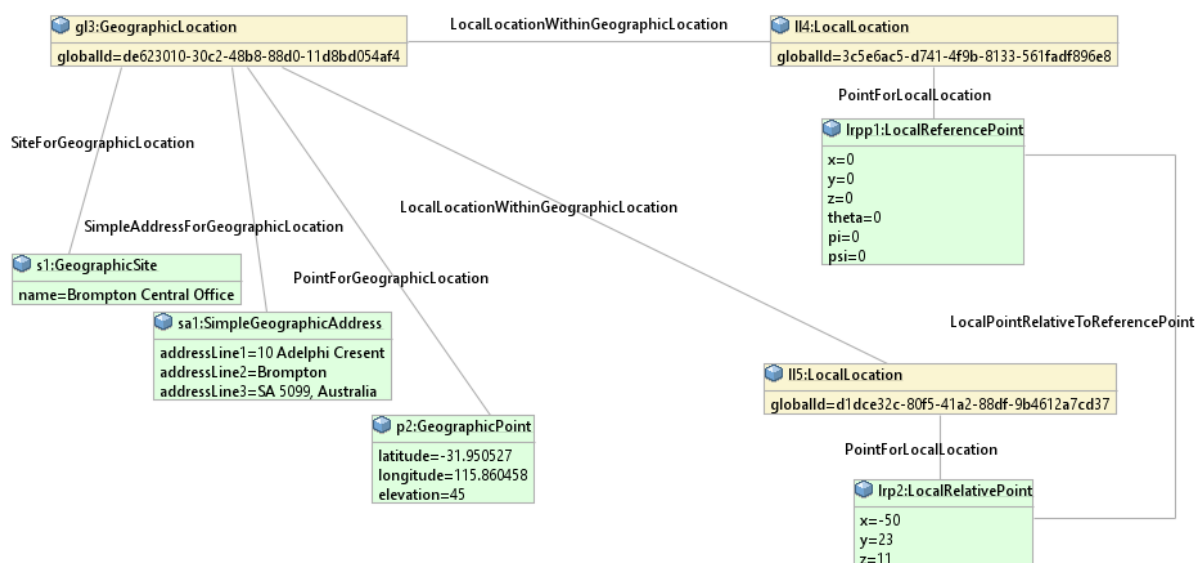 gl3:GeographicLocation
globalId=de623010-30c2-48b8-88d0-11d8bd054af4
LocalLocationWithinGeographicLocation
ll4:LocalLocation
globalId=3c5e6ac5-d741-4f9b-8133-561fadf896e8
PointForLocalLocation
lrpp1:LocalReferencePoint
x=0
y=0
z=0
theta=0
pi=0
psi=0
SiteForGeographicLocation
LocalLocationWithinGeographicLocation
SimpleAddressForGeographicLocation
s1:GeographicSite
name=Brompton Central Office
PointForGeographicLocation
sa1:SimpleGeographicAddress
addressLine1=10 Adelphi Cresent
addressLine2=Brompton
addressLine3=SA 5099, Australia
LocalPointRelativeToReferencePoint
ll5:LocalLocation
globalId=d1dce32c-80f5-41a2-88df-9b4612a7cd37
p2:GeographicPoint
latitude=-31.950527
longitude=115.860458
elevation=45
PointForLocalLocation
lrp2:LocalRelativePoint
x=-50
y=23
z=11